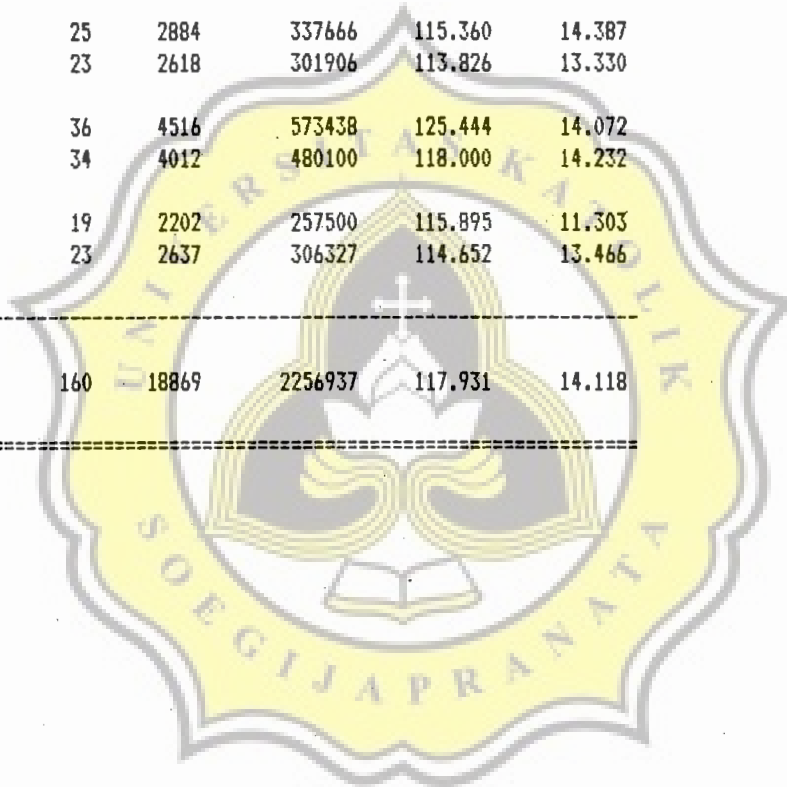 25 2884 337666 115.360 14.387
23 2618 301906 113.826 13.330
36 4516 573438 125.444 14.072
34 4012 480100 118.000 14.232
19 2202 257500 115.895 11.303
23 2637 306327 114.652 13.466
160 18869 2256937 117.931 14.118
UNIVERSITAS KATOLIK
SOEGIJAPRANATA